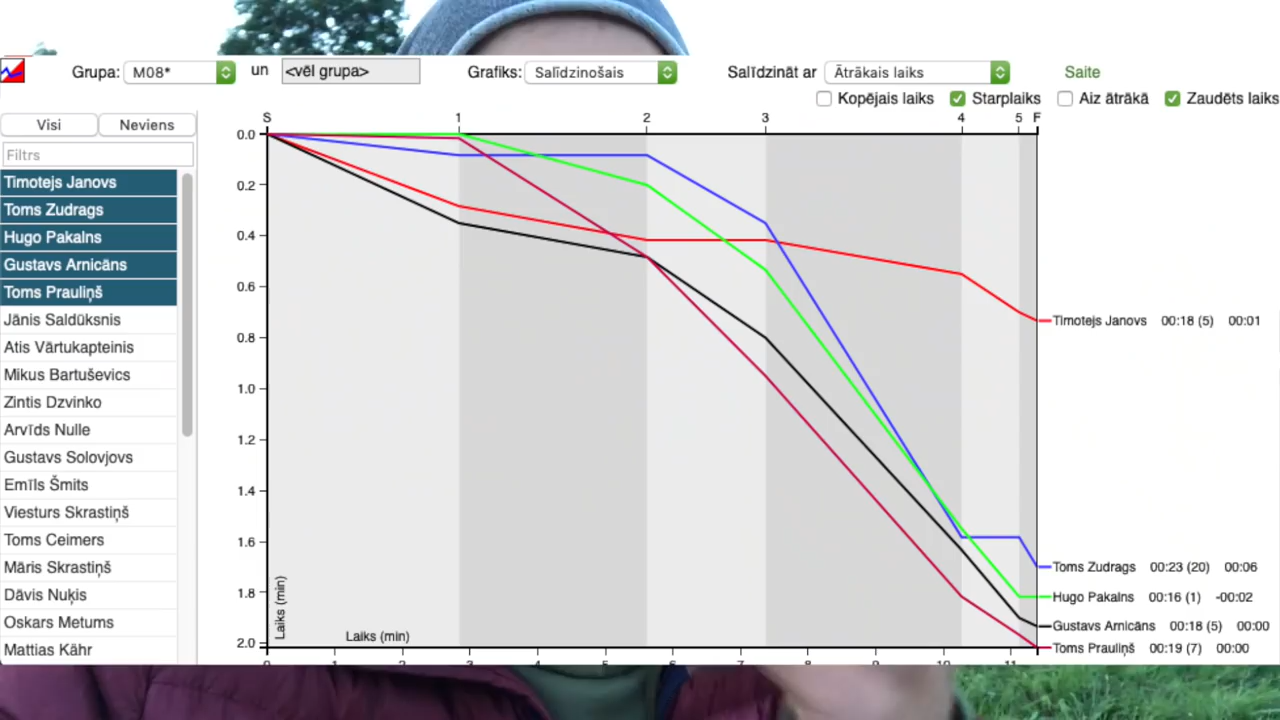 Grupa: M08* un <vēl grupa> Grafiks: Salīdzinošais Salīdzināt ar Ātrākais laiks Saite
Kopējais laiks Starplaiks Aiz ātrākā Zaudēts laiks
Visi Neviens
Filtrs
Timotejs Janovs
Toms Zudrags
Hugo Pakalns
Gustavs Arnicāns
Toms Prauliņš
Jānis Saldūksnis
Atis Vārtukapteinis
Mikus Bartuševics
Zintis Dzvinko
Arvīds Nulle
Gustavs Solovjovs
Emīls Šmits
Viesturs Skrastiņš
Toms Ceimers
Māris Skrastiņš
Dāvis Nuķis
Oskars Metums
Mattias Kähr
S 1 2 3 4 5 F
0.0
0.2
0.4
0.6
0.8
1.0
1.2
1.4
1.6
1.8
2.0
Laiks (min)
Laiks (min)
0 1 2 3 4 5 6 7 8 9 10 11
Timotejs Janovs 00:18 (5) 00:01
Toms Zudrags 00:23 (20) 00:06
Hugo Pakalns 00:16 (1) -00:02
Gustavs Arnicāns 00:18 (5) 00:00
Toms Prauliņš 00:19 (7) 00:00